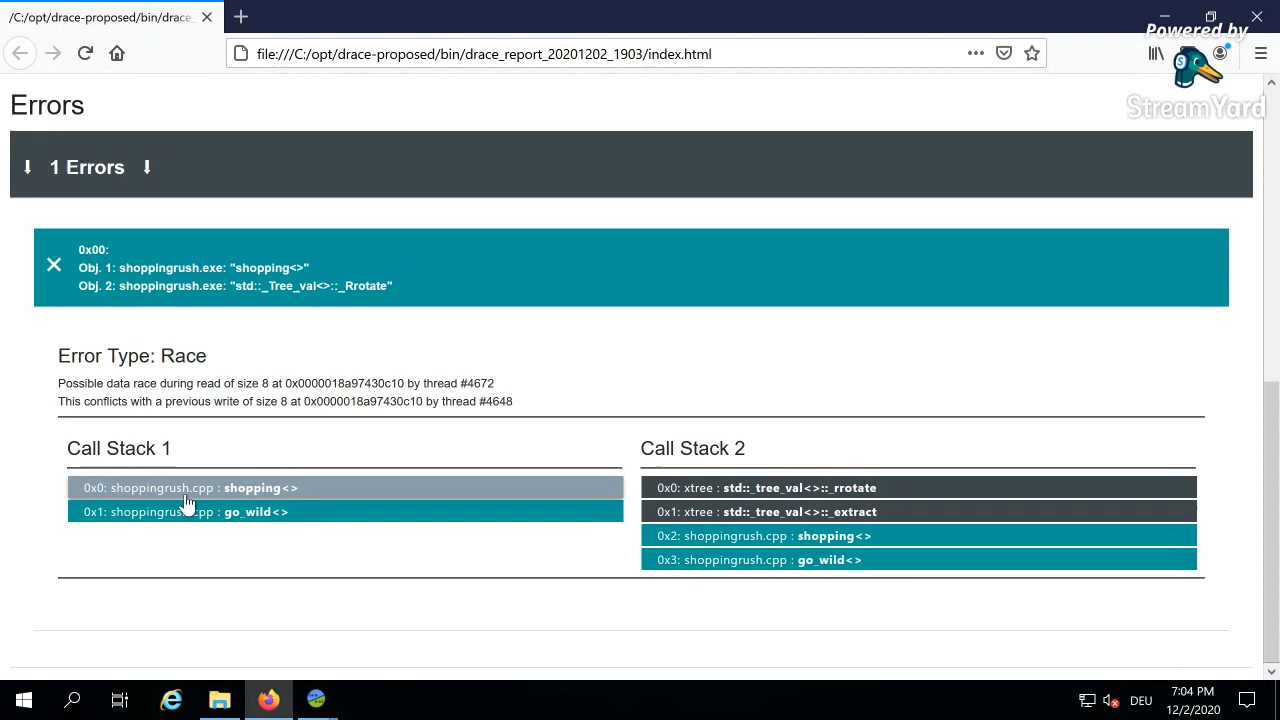 /C:/opt/drace-proposed/bin/drace_
file:///C:/opt/drace-proposed/bin/drace_report_20201202_1903/index.html
Powered by
StreamYard
Errors
1 Errors
0x00:
Obj. 1: shoppingrush.exe: "shopping<>"
Obj. 2: shoppingrush.exe: "std::_Tree_val<>::_Rrotate"
Error Type: Race
Possible data race during read of size 8 at 0x0000018a97430c10 by thread #4672
This conflicts with a previous write of size 8 at 0x0000018a97430c10 by thread #4648
Call Stack 1
0x0: shoppingrush.cpp : shopping<>
0x1: shoppingrush.cpp : go_wild<>
Call Stack 2
0x0: xtree : std::_tree_val<>::_rrotate
0x1: xtree : std::_tree_val<>::_extract
0x2: shoppingrush.cpp : shopping<>
0x3: shoppingrush.cpp : go_wild<>
DEU
7:04 PM
12/2/2020